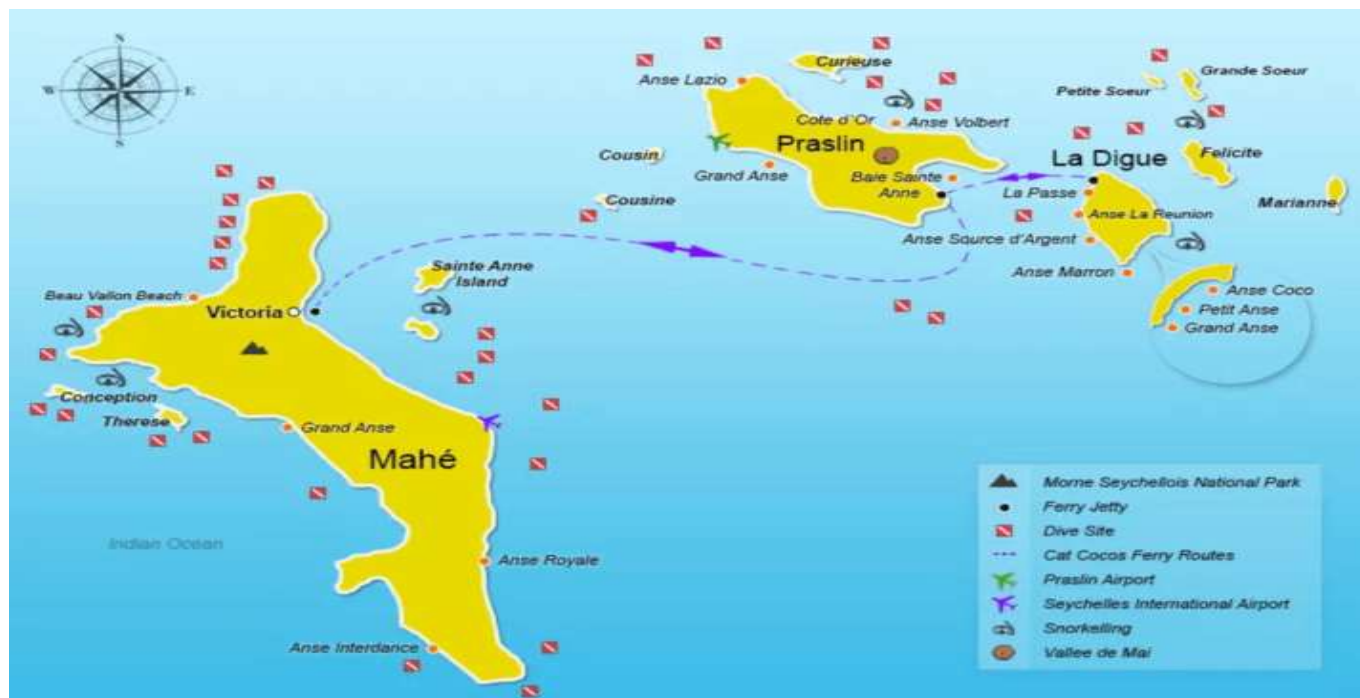 N
W
E
S
Curieuse
Anse Lazio
Grande Soeur
Petite Soeur
Cote d'Or
Anse Volbert
Praslin
Cousin
Grand Anse
Baie Sainte
Anne
La Digue
Felicite
La Passe
Cousine
Marianne
Anse La Reunion
Anse Source d'Argent
Anse Marron
Sainte Anne
Island
Anse Coco
Petit Anse
Grand Anse
Beau Vallon Beach
Victoria
Conception
Therese
Grand Anse
Mahé
Indian Ocean
Anse Royale
Anse Interdance
Morne Seychellois National Park
Ferry Jetty
Dive Site
Cat Cocos Ferry Routes
Praslin Airport
Seychelles International Airport
Snorkelling
Vallee de Mai